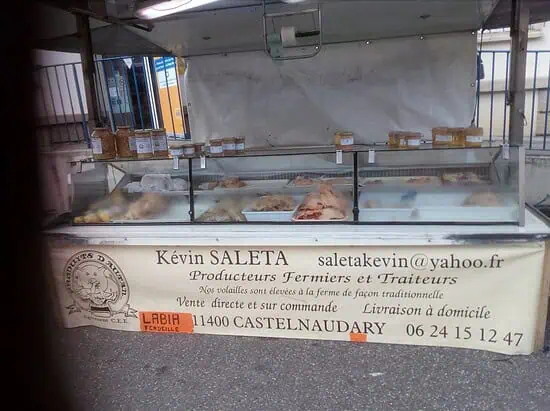 Kévin SALETA saletakevin@yahoo.fr
Producteurs Fermiers et Traiteurs
Nos volailles sont élevées à la ferme de façon traditionnelle
Vente directe et sur commande Livraison à domicile
LABIA
11400 CASTELNAUDARY 06 24 15 12 47
PRODUITS D'
C.E.E.